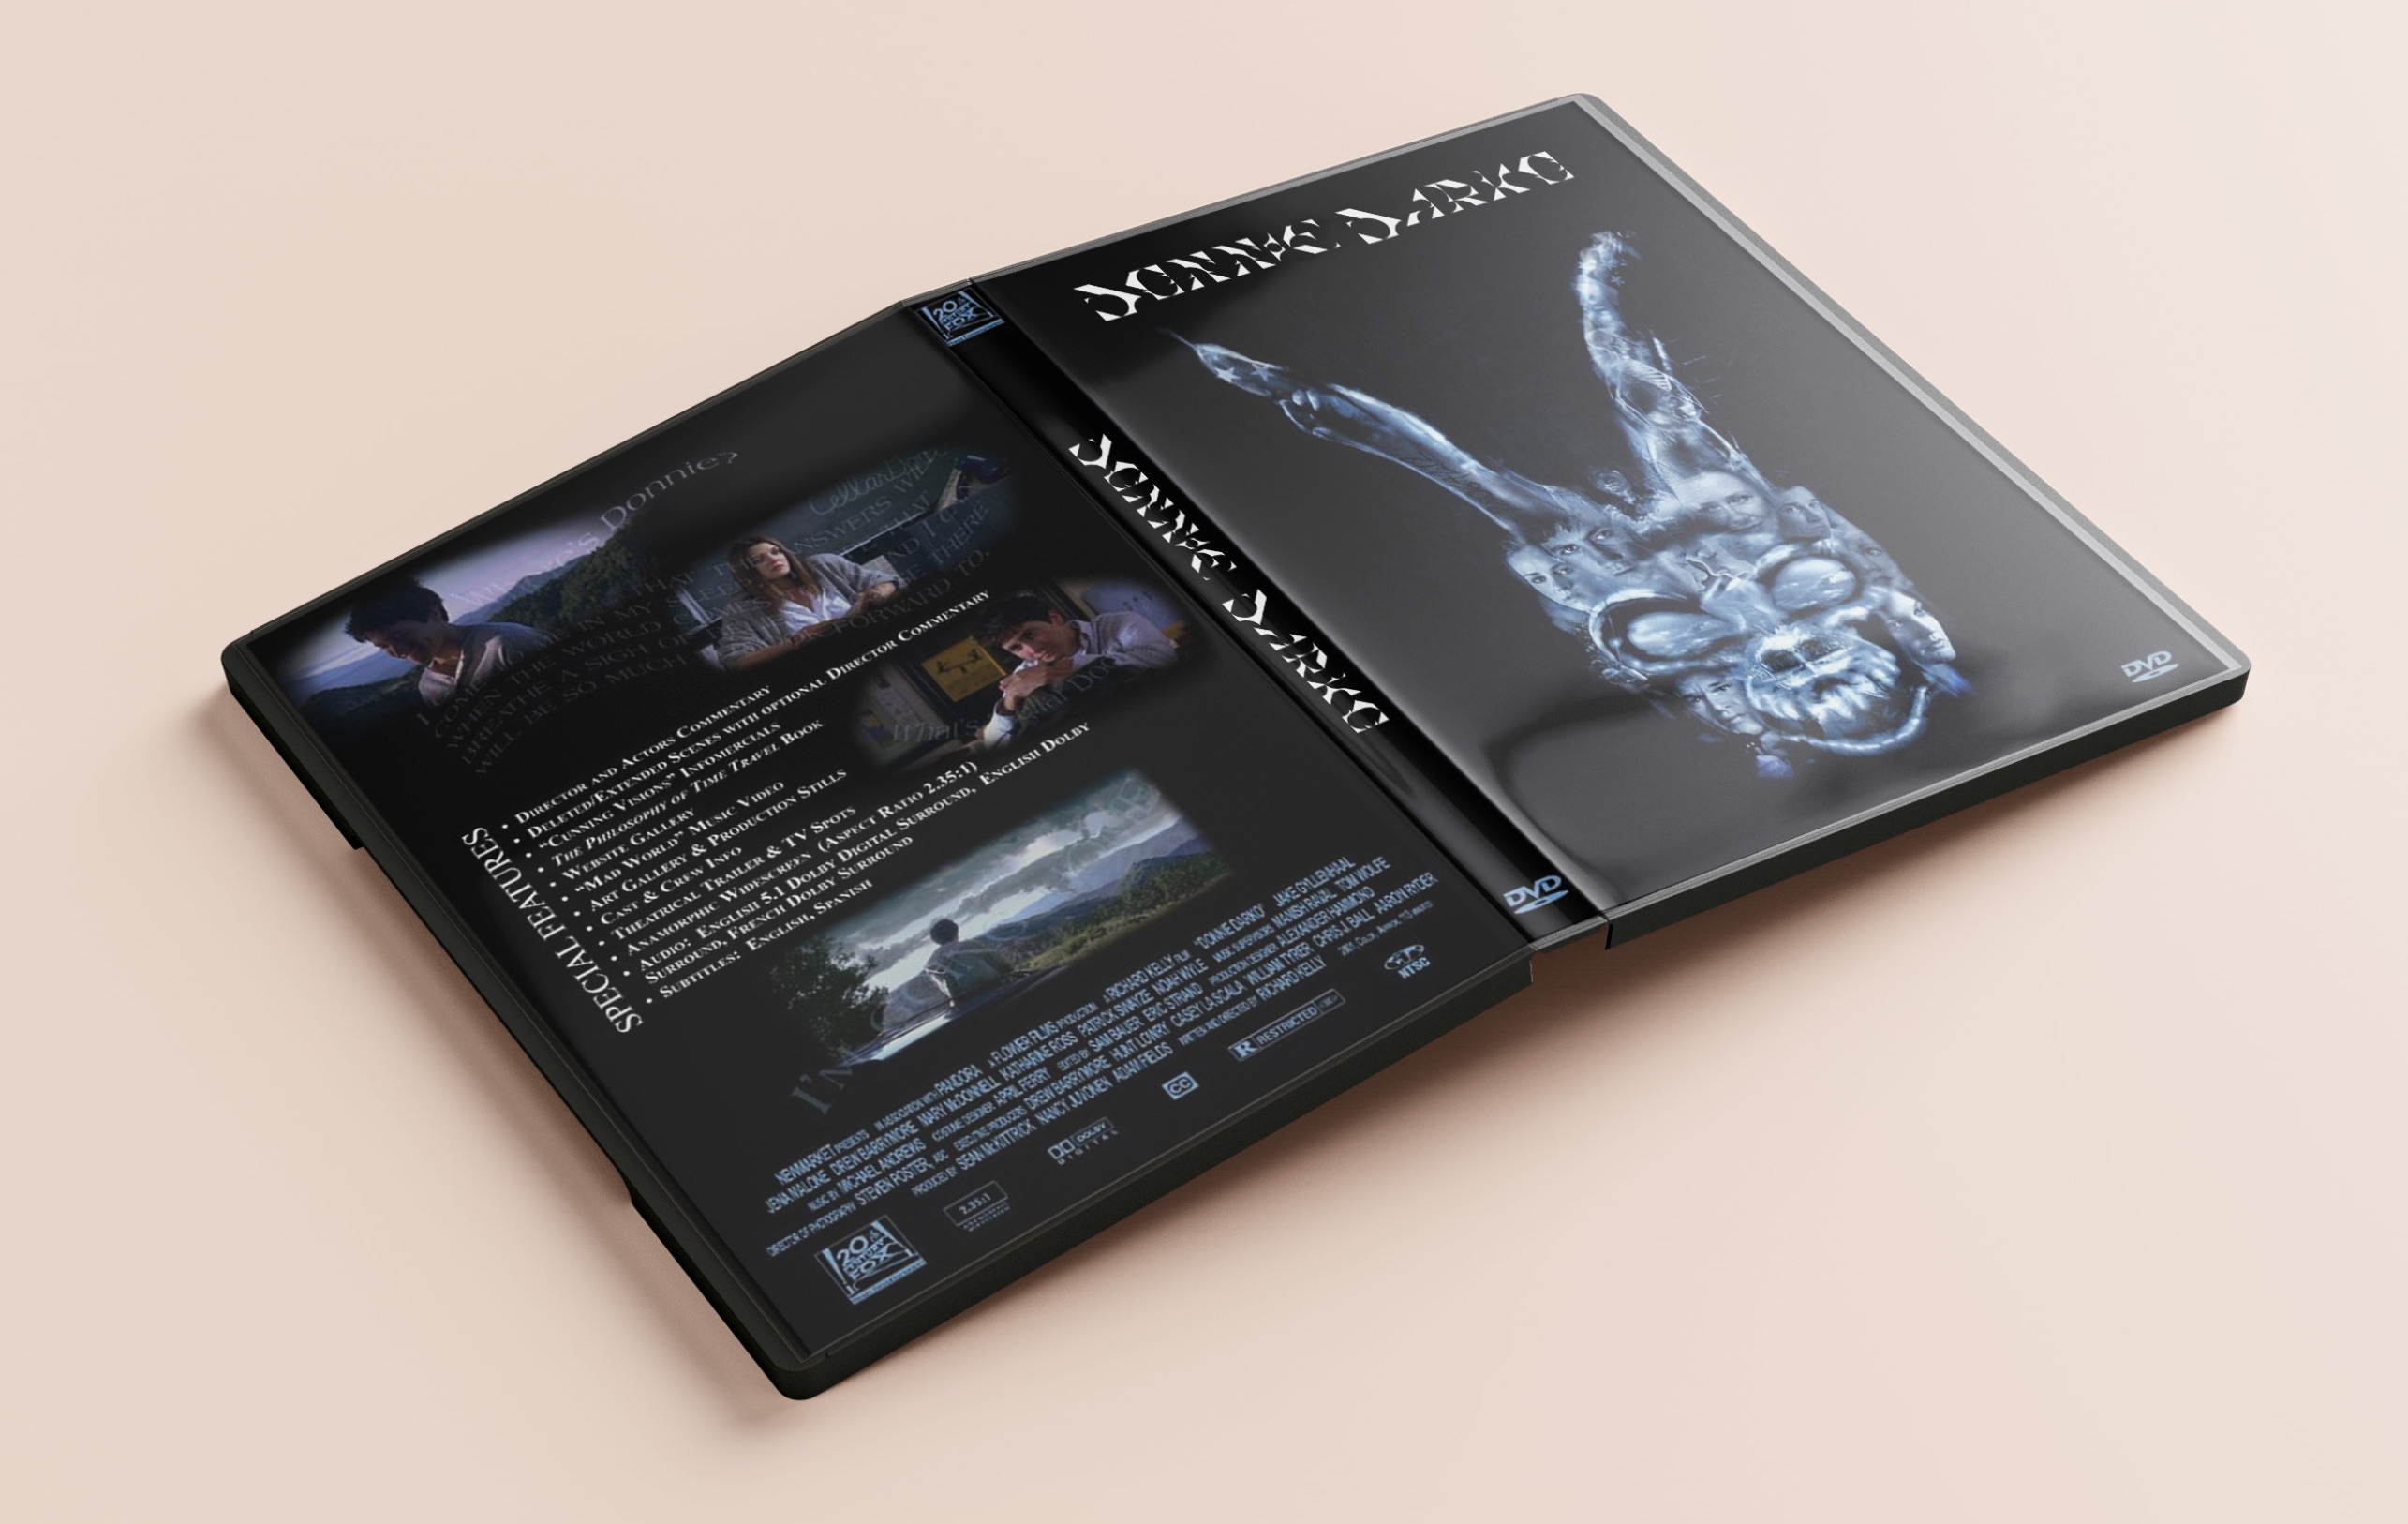 DONNIE DARKO
DVD
20th
CENTURY
FOX
DONNIE DARKO
DVD
Where's Donnie?
Cellar Door
WHEN THE WORLD
BREATHE A SIGH OF
WILL BE SO MUCH
FORWARD TO.
What's
SPECIAL FEATURES
• DIRECTOR AND ACTORS COMMENTARY
• DELETED/EXTENDED SCENES WITH OPTIONAL DIRECTOR COMMENTARY
• “CUNNING VISIONS” INFOMERCIALS
• THE PHILOSOPHY OF TIME TRAVEL BOOK
• WEBSITE GALLERY
• “MAD WORLD” MUSIC VIDEO
• ART GALLERY & PRODUCTION STILLS
• CAST & CREW INFO
• THEATRICAL TRAILER & TV SPOTS
• ANAMORPHIC WIDESCREEN (ASPECT RATIO 2.35:1)
• AUDIO: ENGLISH 5.1 DOLBY DIGITAL SURROUND, ENGLISH DOLBY
SURROUND, FRENCH DOLBY SURROUND
• SUBTITLES: ENGLISH, SPANISH
I'M
NEWMARKET PRESENTS IN ASSOCIATION WITH PANDORA A FLOWER FILMS PRODUCTION A RICHARD KELLY FILM "DONNIE DARKO" JAKE GYLLENHAAL
JENA MALONE DREW BARRYMORE MARY McDONNELL KATHARINE ROSS PATRICK SWAYZE NOAH WYLE MUSIC SUPERVISORS MANISH RAVAL TOM WOLFE
MUSIC BY MICHAEL ANDREWS COSTUME DESIGNER APRIL FERRY EDITED BY SAM BAUER ERIC STRAND PRODUCTION DESIGNER ALEXANDER HAMMOND
DIRECTOR OF PHOTOGRAPHY STEVEN POSTER, ASC EXECUTIVE PRODUCERS DREW BARRYMORE HUNT LOWRY CASEY LA SCALA WILLIAM TYRER CHRIS J. BALL AARON RYDER
PRODUCED BY SEAN McKITTRICK NANCY JUVONEN ADAM FIELDS WRITTEN AND DIRECTED BY RICHARD KELLY
20th
CENTURY
FOX
2.35:1
DOLBY
DIGITAL
CC
R RESTRICTED
NTSC